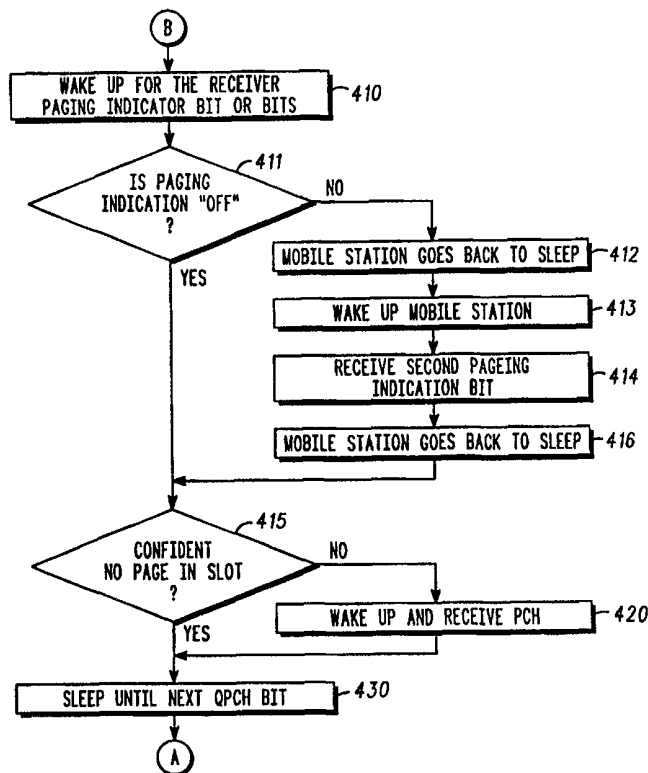 B
WAKE UP FOR THE RECEIVER
PAGING INDICATOR BIT OR BITS
410
411
IS PAGING
INDICATION "OFF"
?
NO
YES
MOBILE STATION GOES BACK TO SLEEP
412
WAKE UP MOBILE STATION
413
RECEIVE SECOND PAGEING
INDICATION BIT
414
MOBILE STATION GOES BACK TO SLEEP
416
415
CONFIDENT
NO PAGE IN SLOT
?
NO
YES
WAKE UP AND RECEIVE PCH
420
SLEEP UNTIL NEXT QPCH BIT
430
A